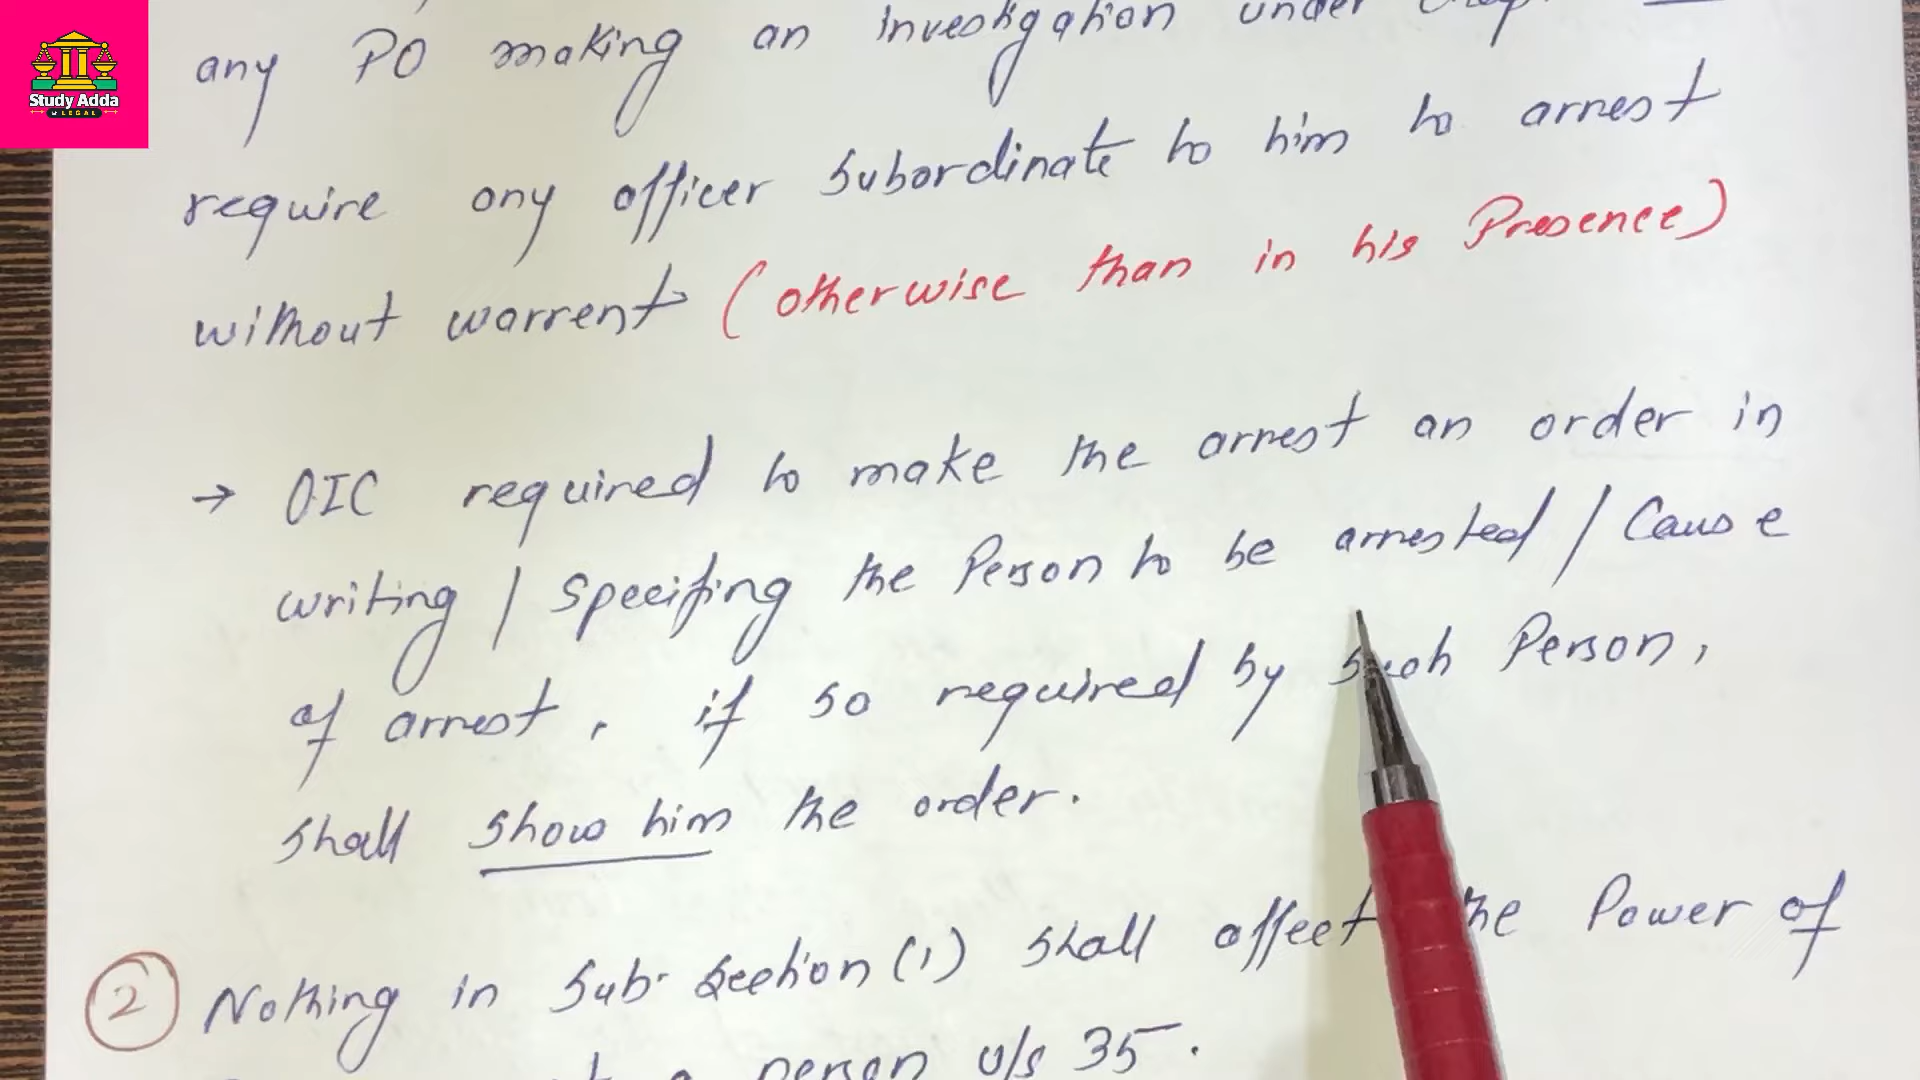 Study Adda
LEGAL
any PO making an investigation under
require any officer subordinate to him to arrest
without warrent (otherwise than in his Presence)
→ OIC required to make the arrest an order in
writing / Specifing the Person to be arrested / Cause
of arrest, if so required by such Person,
shall show him the order.
2 Nothing in Sub-Section (1) shall affect the Power of
a person u/s 35.